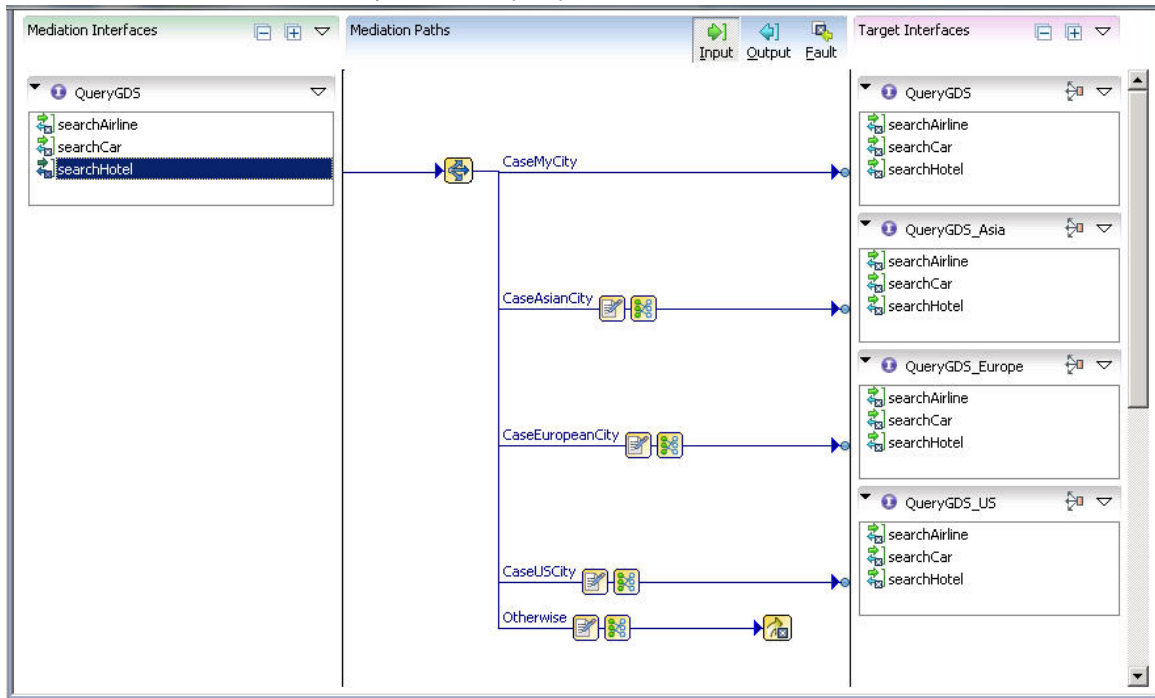 Mediation Interfaces
Mediation Paths
Input
Output
Fault
Target Interfaces
QueryGDS
searchAirline
searchCar
searchHotel
CaseMyCity
CaseAsianCity
CaseEuropeanCity
CaseUSCity
Otherwise
QueryGDS
searchAirline
searchCar
searchHotel
QueryGDS_Asia
searchAirline
searchCar
searchHotel
QueryGDS_Europe
searchAirline
searchCar
searchHotel
QueryGDS_US
searchAirline
searchCar
searchHotel